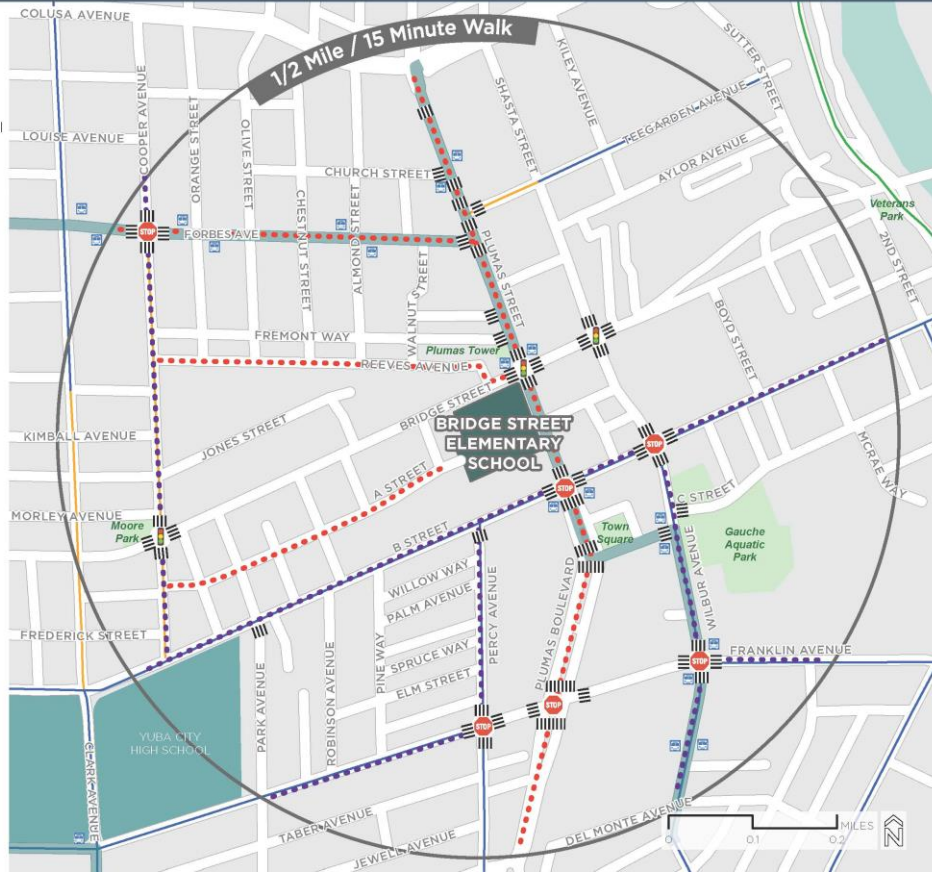 COLUSA AVENUE
1/2 Mile / 15 Minute Walk
SUTTER STREET
KILEY AVENUE
SHASTA STREET
TEEGARDEN AVENUE
LOUISE AVENUE
COOPER AVENUE
ORANGE STREET
OLIVE STREET
CHURCH STREET
AYLOR AVENUE
CHESTNUT STREET
ALMOND STREET
Veterans
Park
STOP
FORBES AVE
PLUMAS STREET
2ND STREET
WALNUT STREET
BOYD STREET
FREMONT WAY
Plumas Tower
REEVES AVENUE
BRIDGE STREET
BRIDGE STREET
ELEMENTARY
SCHOOL
KIMBALL AVENUE
JONES STREET
STOP
MCRAE WAY
A STREET
STOP
C STREET
MORLEY AVENUE
Moore
Park
B STREET
Town
Square
Gauche
Aquatic
Park
WILLOW WAY
PALM AVENUE
PERCY AVENUE
PLUMAS BOULEVARD
WILBUR AVENUE
FREDERICK STREET
SPRUCE WAY
PINE WAY
ELM STREET
STOP
FRANKLIN AVENUE
PARK AVENUE
ROBINSON AVENUE
STOP
STOP
YUBA CITY
HIGH SCHOOL
CLARK AVENUE
TABER AVENUE
JEWELL AVENUE
DEL MONTE AVENUE
MILES
0 0.1 0.2
N